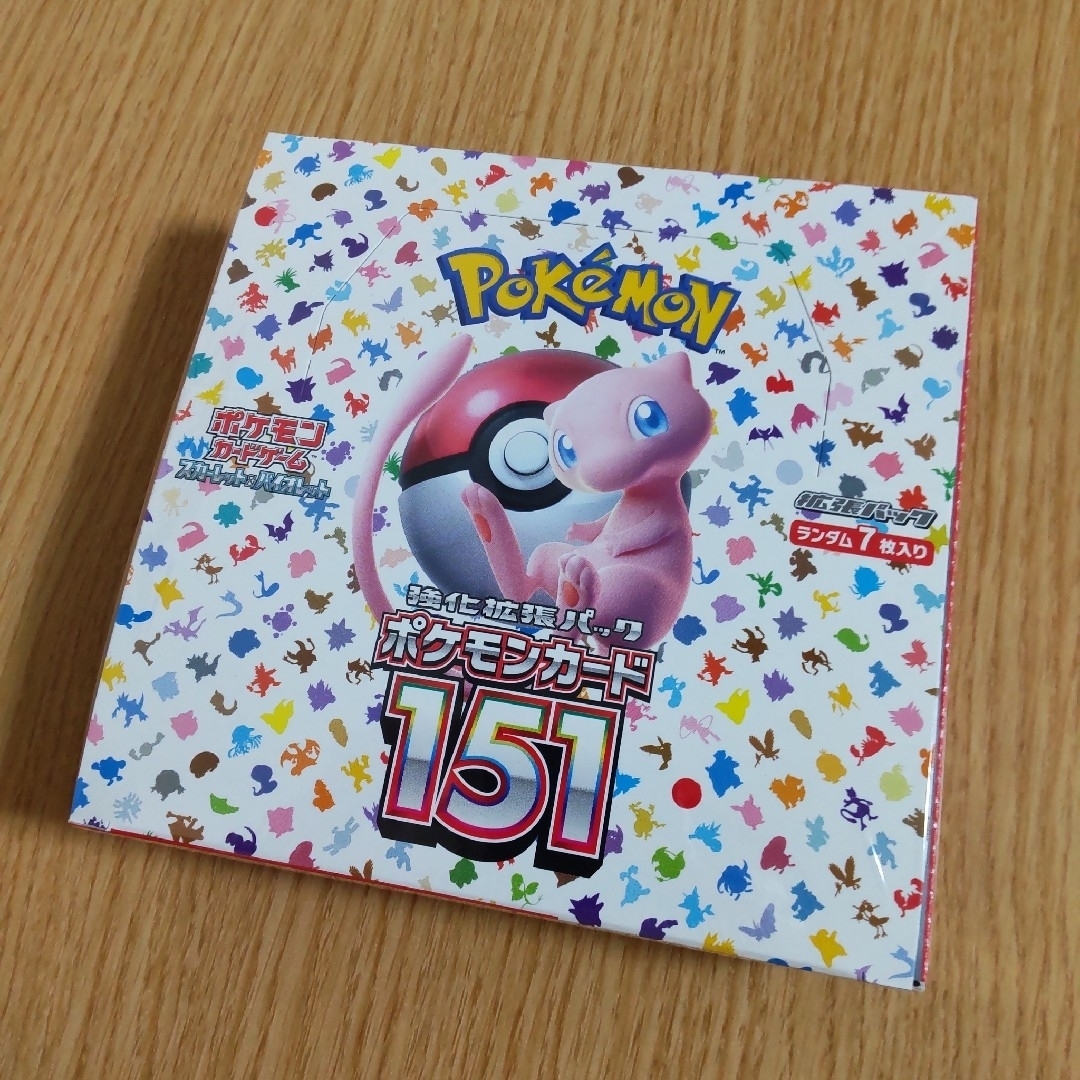 POKéMON
TM
ポケモン
カードゲーム
スカーレット&バイオレット
拡張パック
ランダム7枚入り
強化拡張パック
ポケモンカード
151